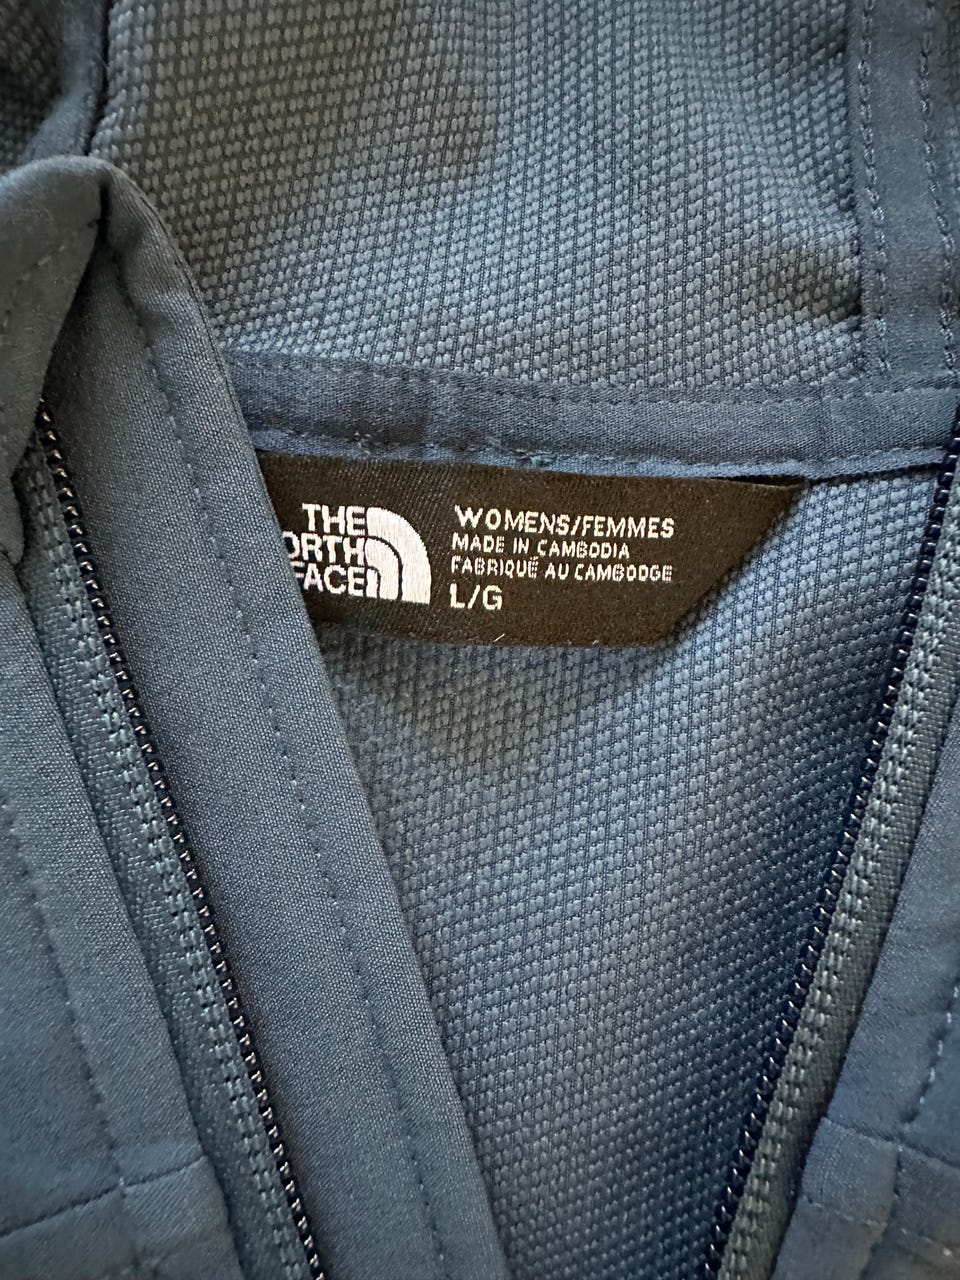 THE
ORTH
FACE
WOMENS/FEMMES
MADE IN CAMBODIA
FABRIQUÉ AU CAMBODGE
L/G